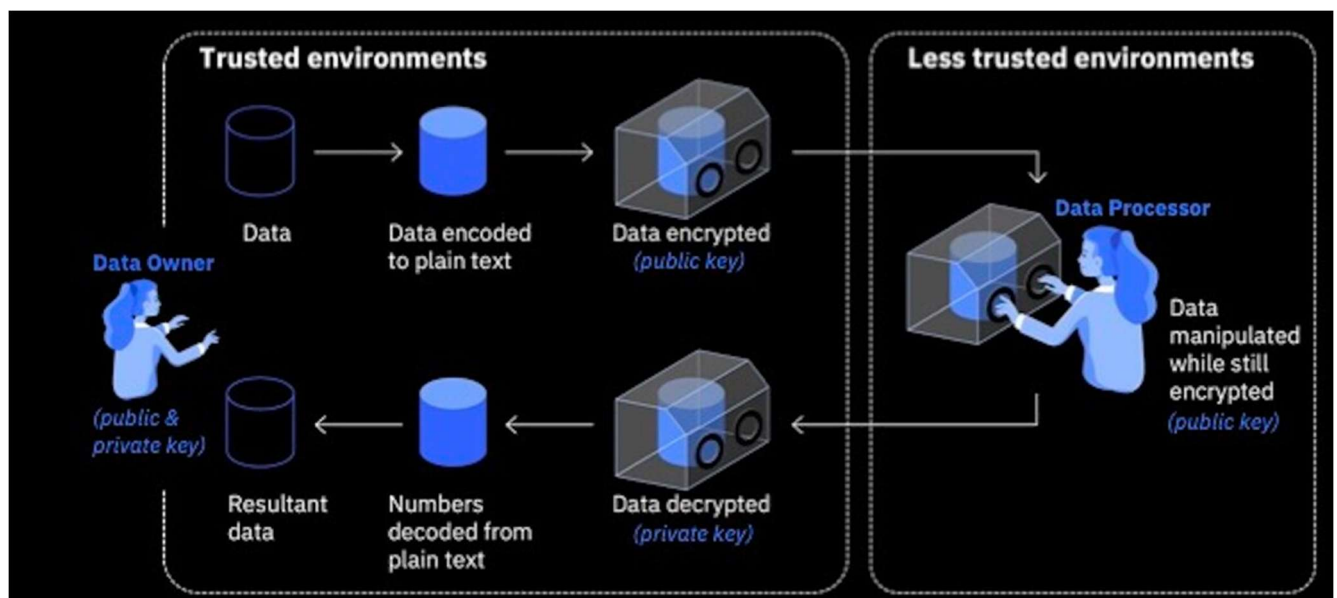 Trusted environments
Less trusted environments
Data
Data encoded
to plain text
Data encrypted
(public key)
Data Processor
Data
manipulated
while still
encrypted
(public key)
Data Owner
(public &
private key)
Resultant
data
Numbers
decoded from
plain text
Data decrypted
(private key)